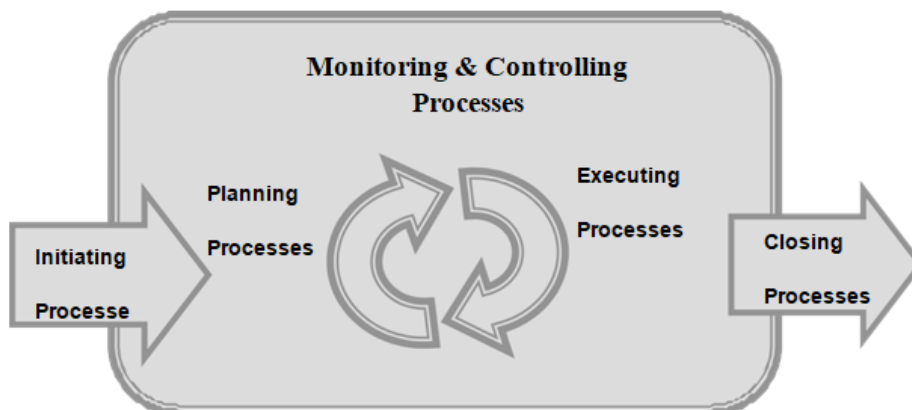 Monitoring & Controlling
Processes
Planning
Processes
Executing
Processes
Initiating
Processe
Closing
Processes